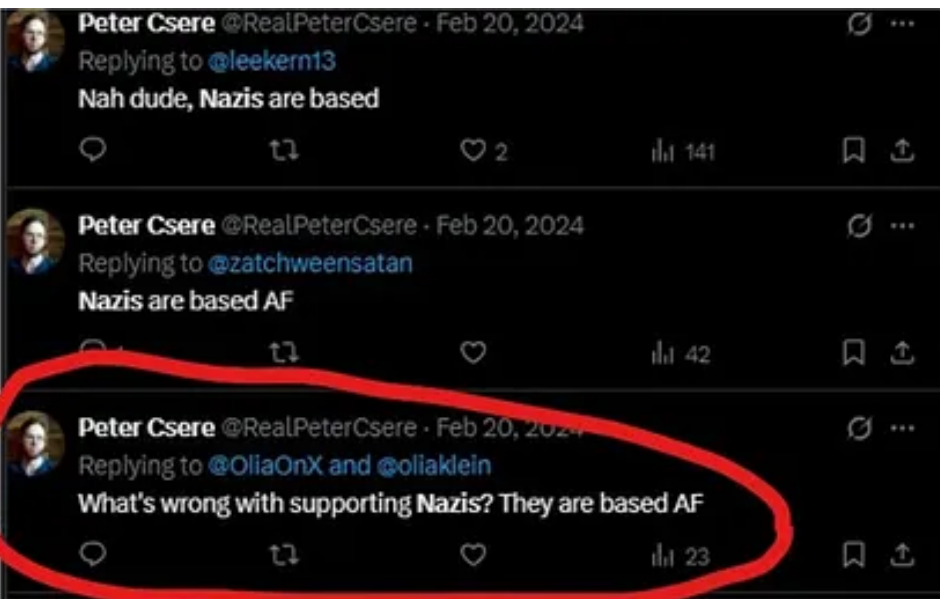 Peter Csere @RealPeterCsere · Feb 20, 2024
Replying to @leekern13
Nah dude, Nazis are based
2
141
Peter Csere @RealPeterCsere · Feb 20, 2024
Replying to @zatchweensatan
Nazis are based AF
42
Peter Csere @RealPeterCsere · Feb 20, 2024
Replying to @OliaOnX and @oliaklein
What's wrong with supporting Nazis? They are based AF
23